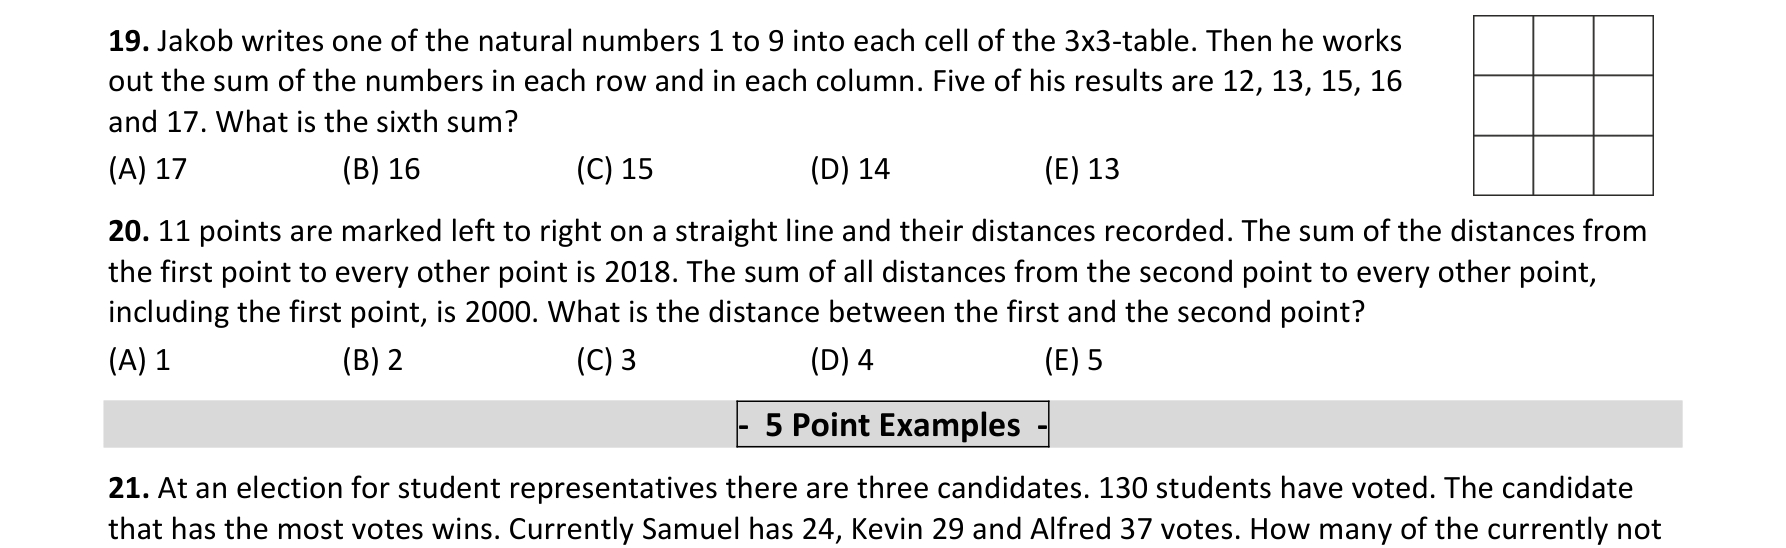 19. Jakob writes one of the natural numbers 1 to 9 into each cell of the 3x3-table. Then he works
out the sum of the numbers in each row and in each column. Five of his results are 12, 13, 15, 16
and 17. What is the sixth sum?
(A) 17 (B) 16 (C) 15 (D) 14 (E) 13
20. 11 points are marked left to right on a straight line and their distances recorded. The sum of the distances from
the first point to every other point is 2018. The sum of all distances from the second point to every other point,
including the first point, is 2000. What is the distance between the first and the second point?
(A) 1 (B) 2 (C) 3 (D) 4 (E) 5
- 5 Point Examples -
21. At an election for student representatives there are three candidates. 130 students have voted. The candidate
that has the most votes wins. Currently Samuel has 24, Kevin 29 and Alfred 37 votes. How many of the currently not